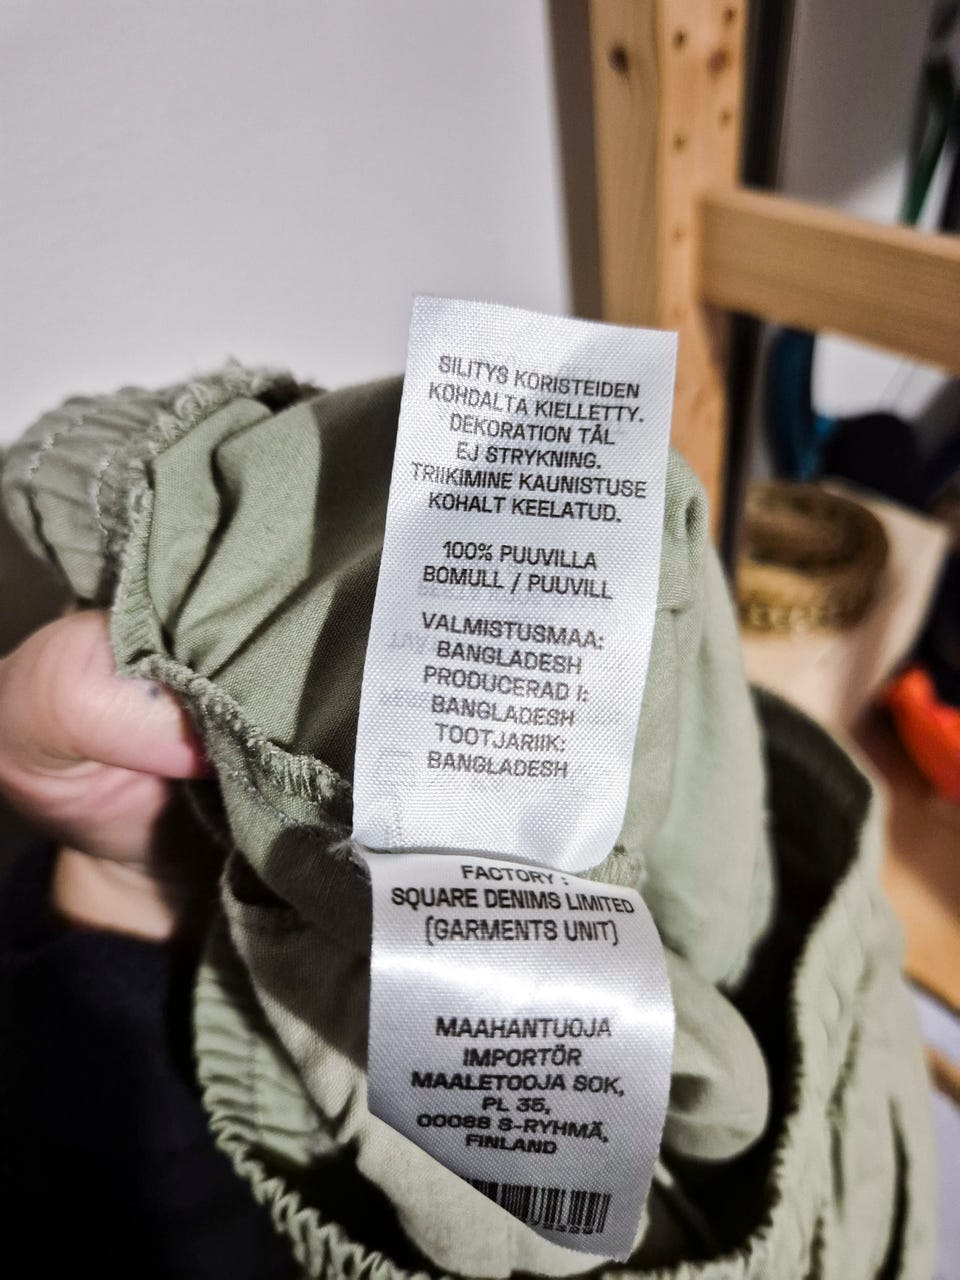 SILITYS KORISTEIDEN
KOHDALTA KIELLETTY.
DEKORATION TÅL
EJ STRYKNING.
TRIIKIMINE KAUNISTUSE
KOHALT KEELATUD.
100% PUUVILLA
BOMULL / PUUVILL
VALMISTUSMAA:
BANGLADESH
PRODUCERAD I:
BANGLADESH
TOOTJARIIK:
BANGLADESH
FACTORY :
SQUARE DENIMS LIMITED
(GARMENTS UNIT)
MAAHANTUOJA
IMPORTÖR
MAALETOOJA SOK,
PL 35,
00088 S-RYHMÄ,
FINLAND